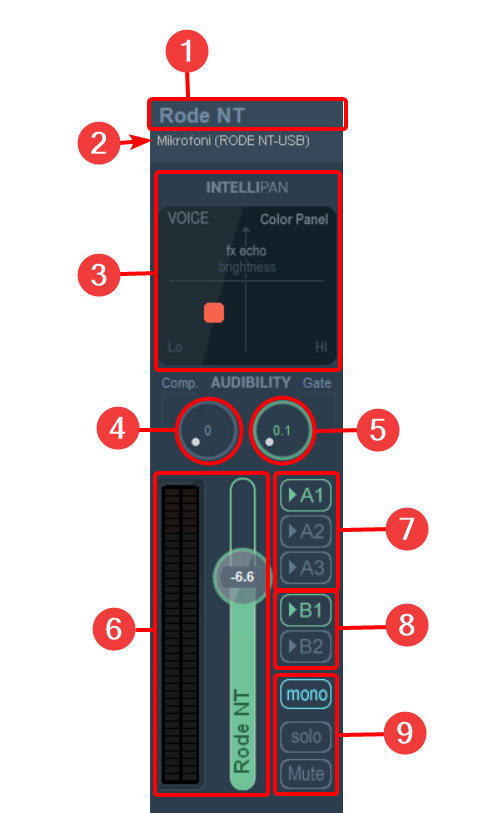 1
Rode NT
2
Mikrofoni (RODE NT-USB)
INTELLIPAN
VOICE
Color Panel
3
fx echo
brightness
Lo
Hi
Comp.
AUDIBILITY
Gate
4
0
0.1
5
A1
A2
7
A3
-6.6
6
B1
8
B2
Rode NT
mono
9
solo
Mute